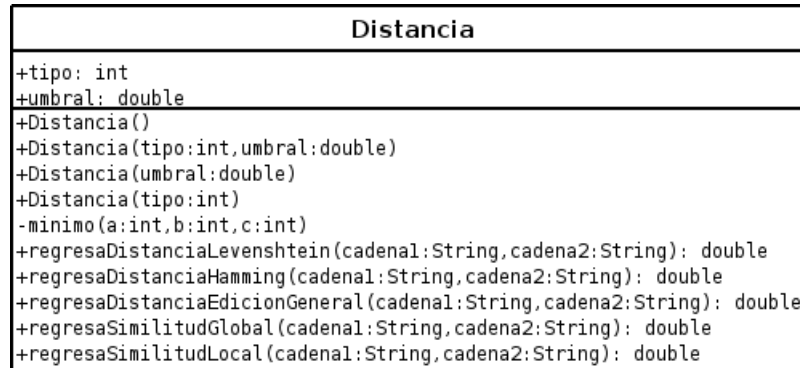 Distancia
+tipo: int
+umbral: double
+Distancia()
+Distancia(tipo:int,umbral:double)
+Distancia(umbral:double)
+Distancia(tipo:int)
-minimo(a:int,b:int,c:int)
+regresaDistanciaLevenshtein(cadena1:String,cadena2:String): double
+regresaDistanciaHamming(cadena1:String,cadena2:String): double
+regresaDistanciaEdicionGeneral(cadena1:String,cadena2:String): double
+regresaSimilitudGlobal(cadena1:String,cadena2:String): double
+regresaSimilitudLocal(cadena1:String,cadena2:String): double